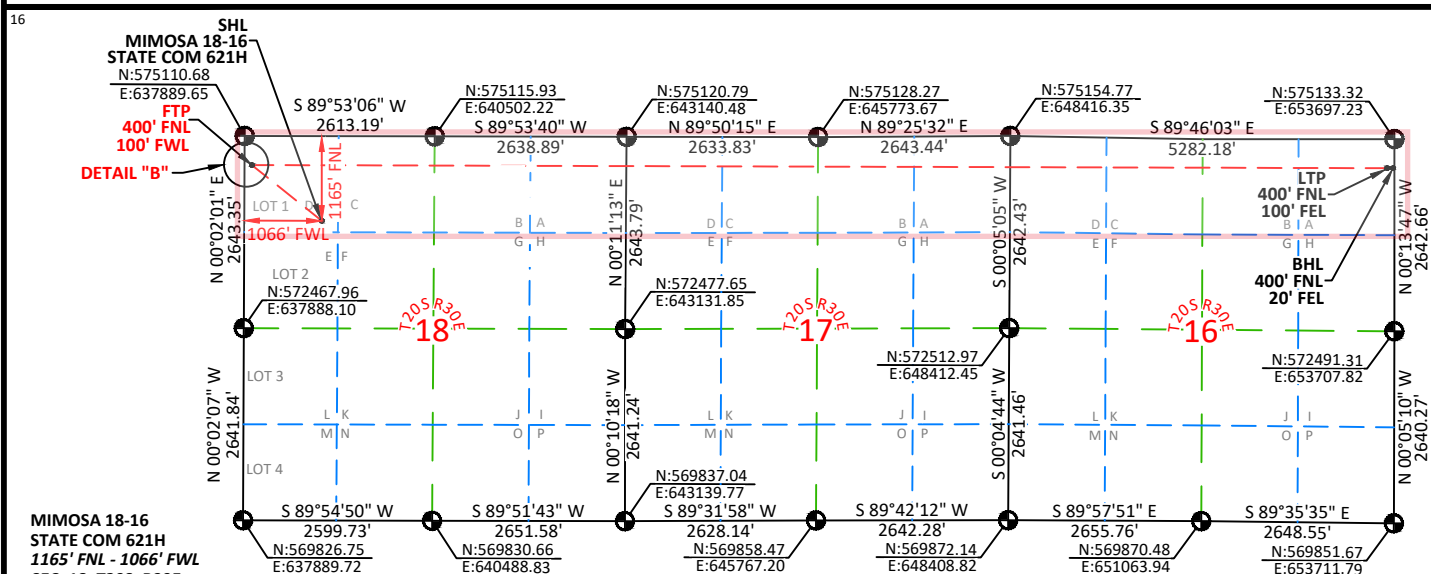 16
SHL
MIMOSA 18-16
STATE COM 621H
N:575110.68
E:637889.65
FTP
400' FNL
100' FWL
DETAIL "B"
S 89°53'06" W
2613.19'
N:575115.93
E:640502.22
S 89°53'40" W
2638.89'
N:575120.79
E:643140.48
N 89°50'15" E
2633.83'
N:575128.27
E:645773.67
N 89°25'32" E
2643.44'
N:575154.77
E:648416.35
S 89°46'03" E
5282.18'
N:575133.32
E:653697.23
N 00°02'01" E
2643.35'
LOT 1
D
C
1165' FNL
1066' FWL
B A
G H
N 00°11'13" E
2643.79'
D C
E F
B A
G H
S 00°05'05" W
2642.43'
D C
E F
B A
G H
LTP
400' FNL
100' FEL
N 00°13'47" W
2642.66'
BHL
400' FNL
20' FEL
E F
LOT 2
N:572467.96
E:637888.10
T20S R30E
18
N:572477.65
E:643131.85
T20S R30E
17
N:572512.97
E:648412.45
T20S R30E
16
N:572491.31
E:653707.82
N 00°02'07" W
2641.84'
LOT 3
L K
M N
J I
O P
N 00°10'18" W
2641.24'
L K
M N
J I
O P
S 00°04'44" W
2641.46'
L K
M N
J I
O P
N 00°05'10" W
2640.27'
LOT 4
N:569837.04
E:643139.77
S 89°54'50" W
2599.73'
S 89°51'43" W
2651.58'
S 89°31'58" W
2628.14'
S 89°42'12" W
2642.28'
S 89°57'51" E
2655.76'
S 89°35'35" E
2648.55'
N:569826.75
E:637889.72
N:569830.66
E:640488.83
N:569858.47
E:645767.20
N:569872.14
E:648408.82
N:569870.48
E:651063.94
N:569851.67
E:653711.79
MIMOSA 18-16
STATE COM 621H
1165' FNL - 1066' FWL